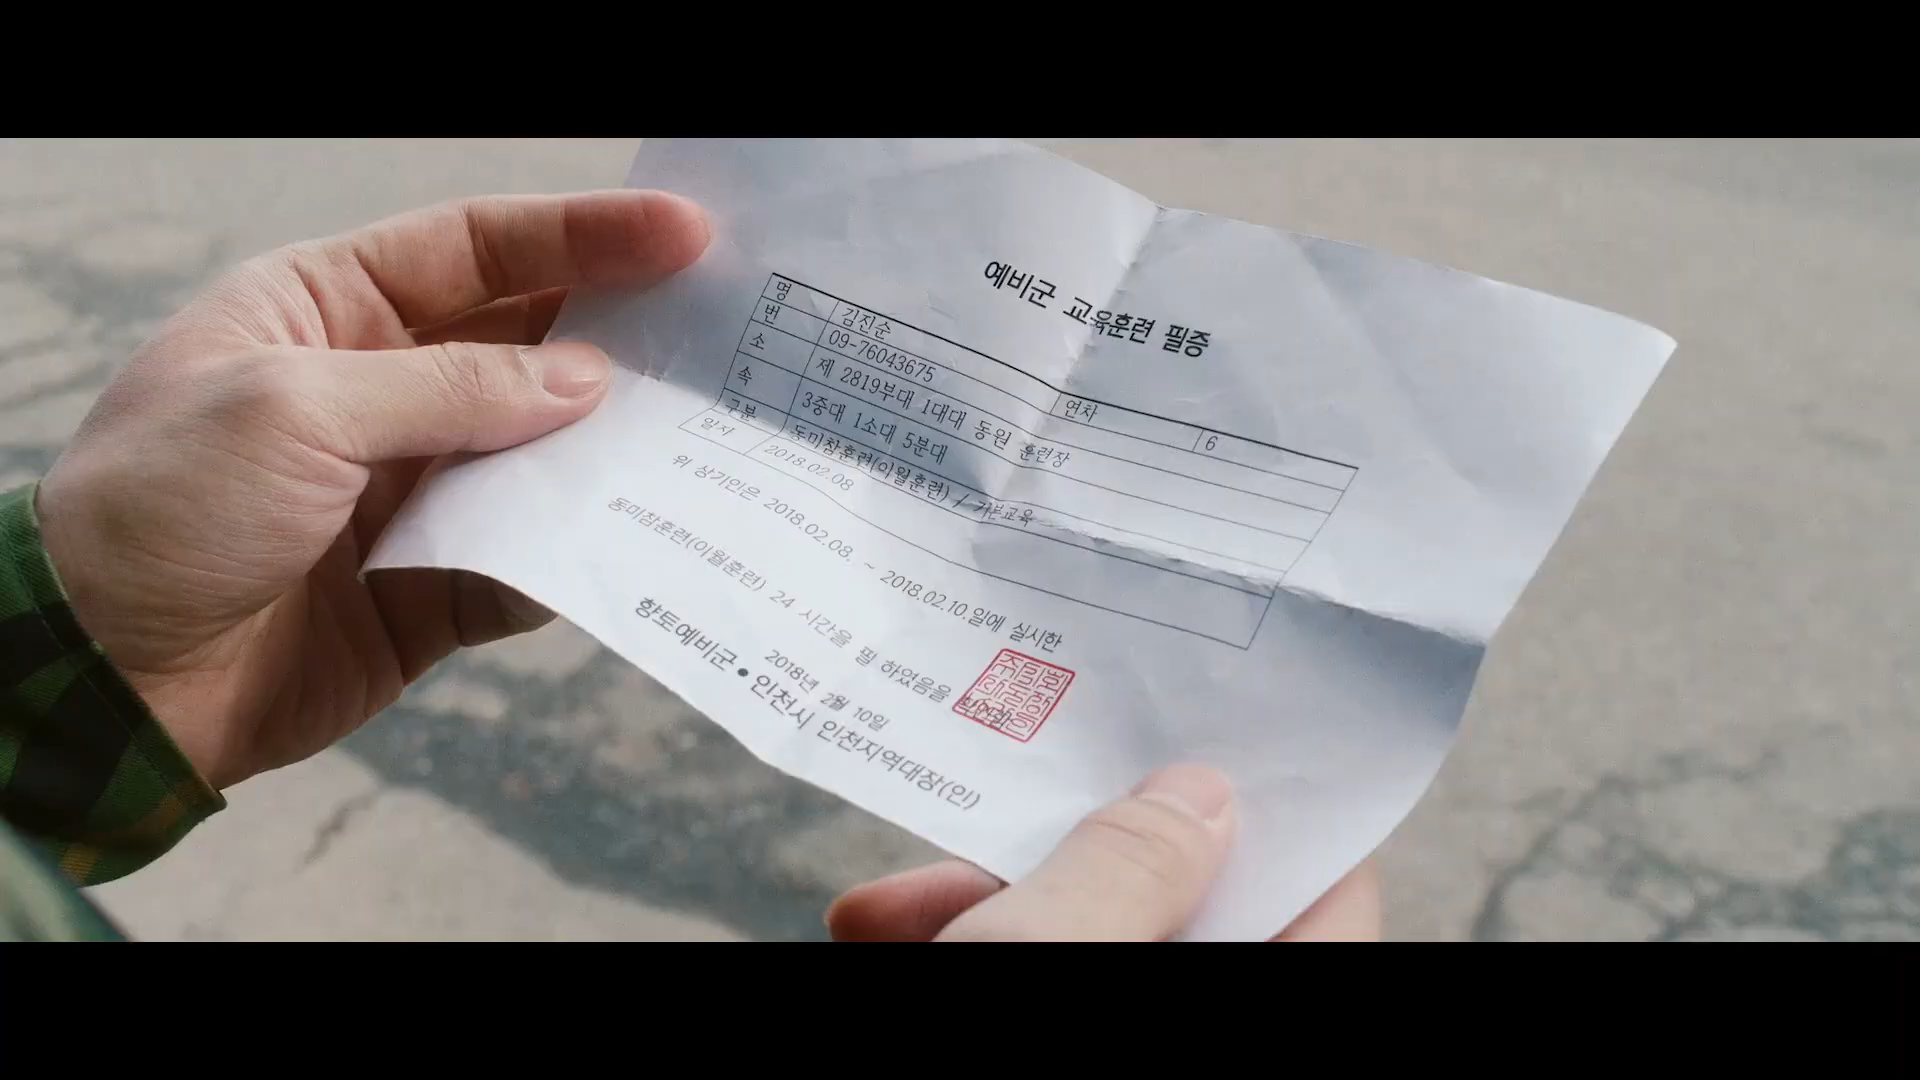 예비군 교육훈련 필증
명 김진순 연차 6
번 09-76043675
소 제 2819부대 1대대 동원 훈련장
속 3중대 1소대 5분대
구분 동미참훈련(이월훈련) / 기본교육
일자 2018.02.08
위 상기인은 2018.02.08. ~ 2018.02.10.일에 실시한
동미참훈련(이월훈련) 24 시간을 필 하였음을
2018년 2월 10일
향토예비군 • 인천시 인천지역대장(인)